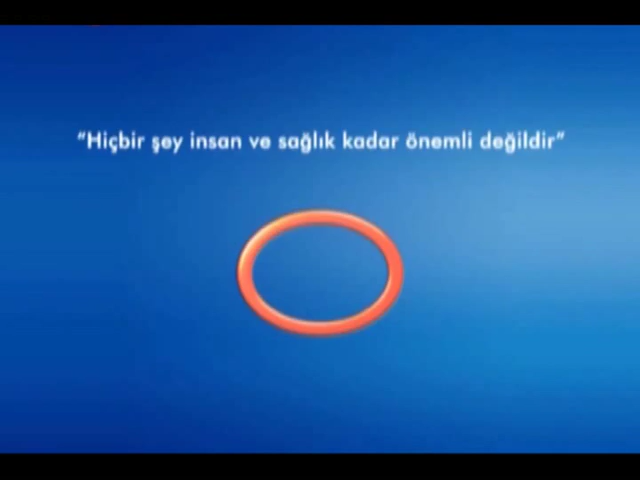 “Hiçbir şey insan ve sağlık kadar önemli değildir”